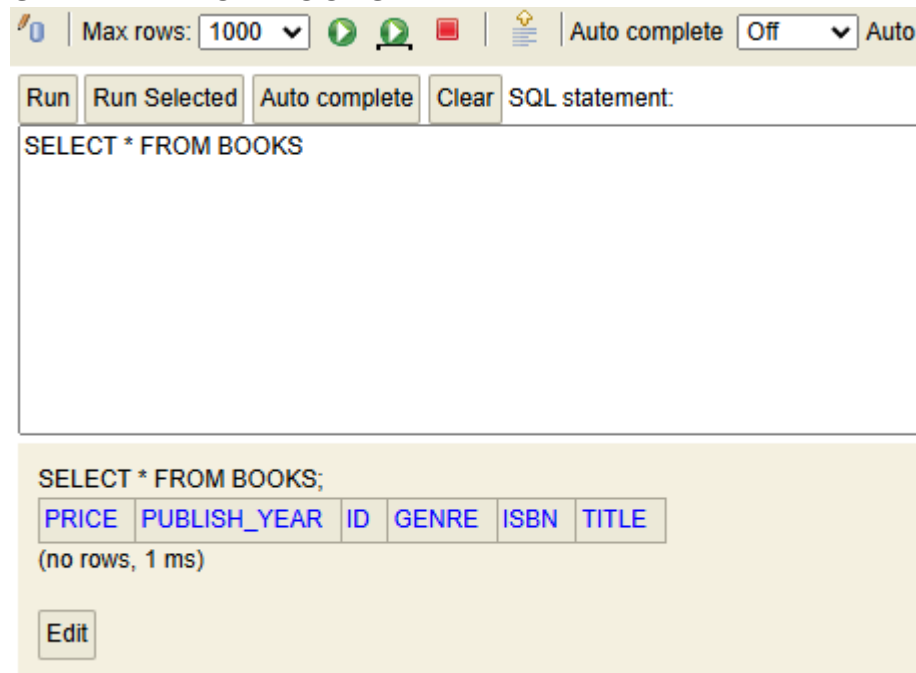 Max rows: 1000 Auto complete Off Auto
Run Run Selected Auto complete Clear SQL statement:
SELECT * FROM BOOKS
SELECT * FROM BOOKS;
PRICE PUBLISH_YEAR ID GENRE ISBN TITLE
(no rows, 1 ms)
Edit